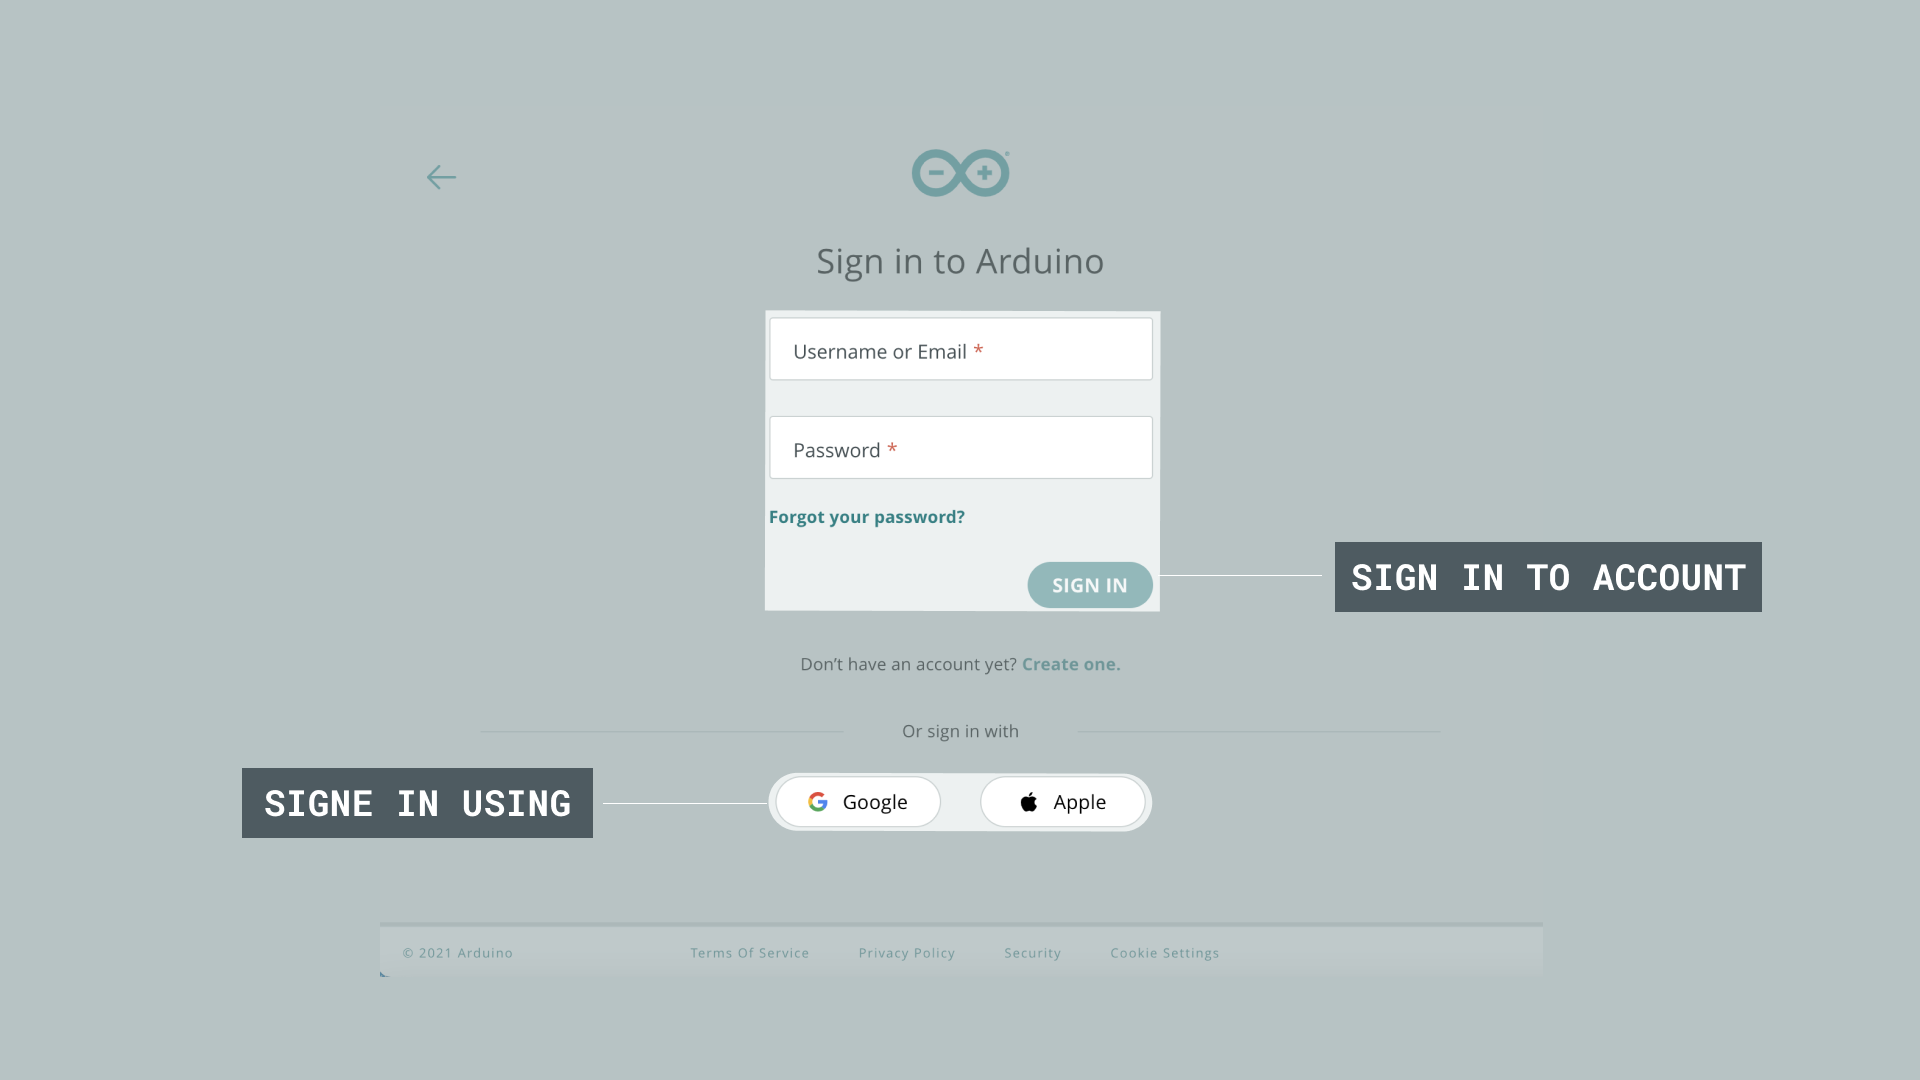 Sign in to Arduino
Username or Email *
Password *
Forgot your password?
SIGN IN
SIGN IN TO ACCOUNT
Don't have an account yet? Create one.
Or sign in with
SIGNE IN USING
Google
Apple
© 2021 Arduino
Terms Of Service
Privacy Policy
Security
Cookie Settings